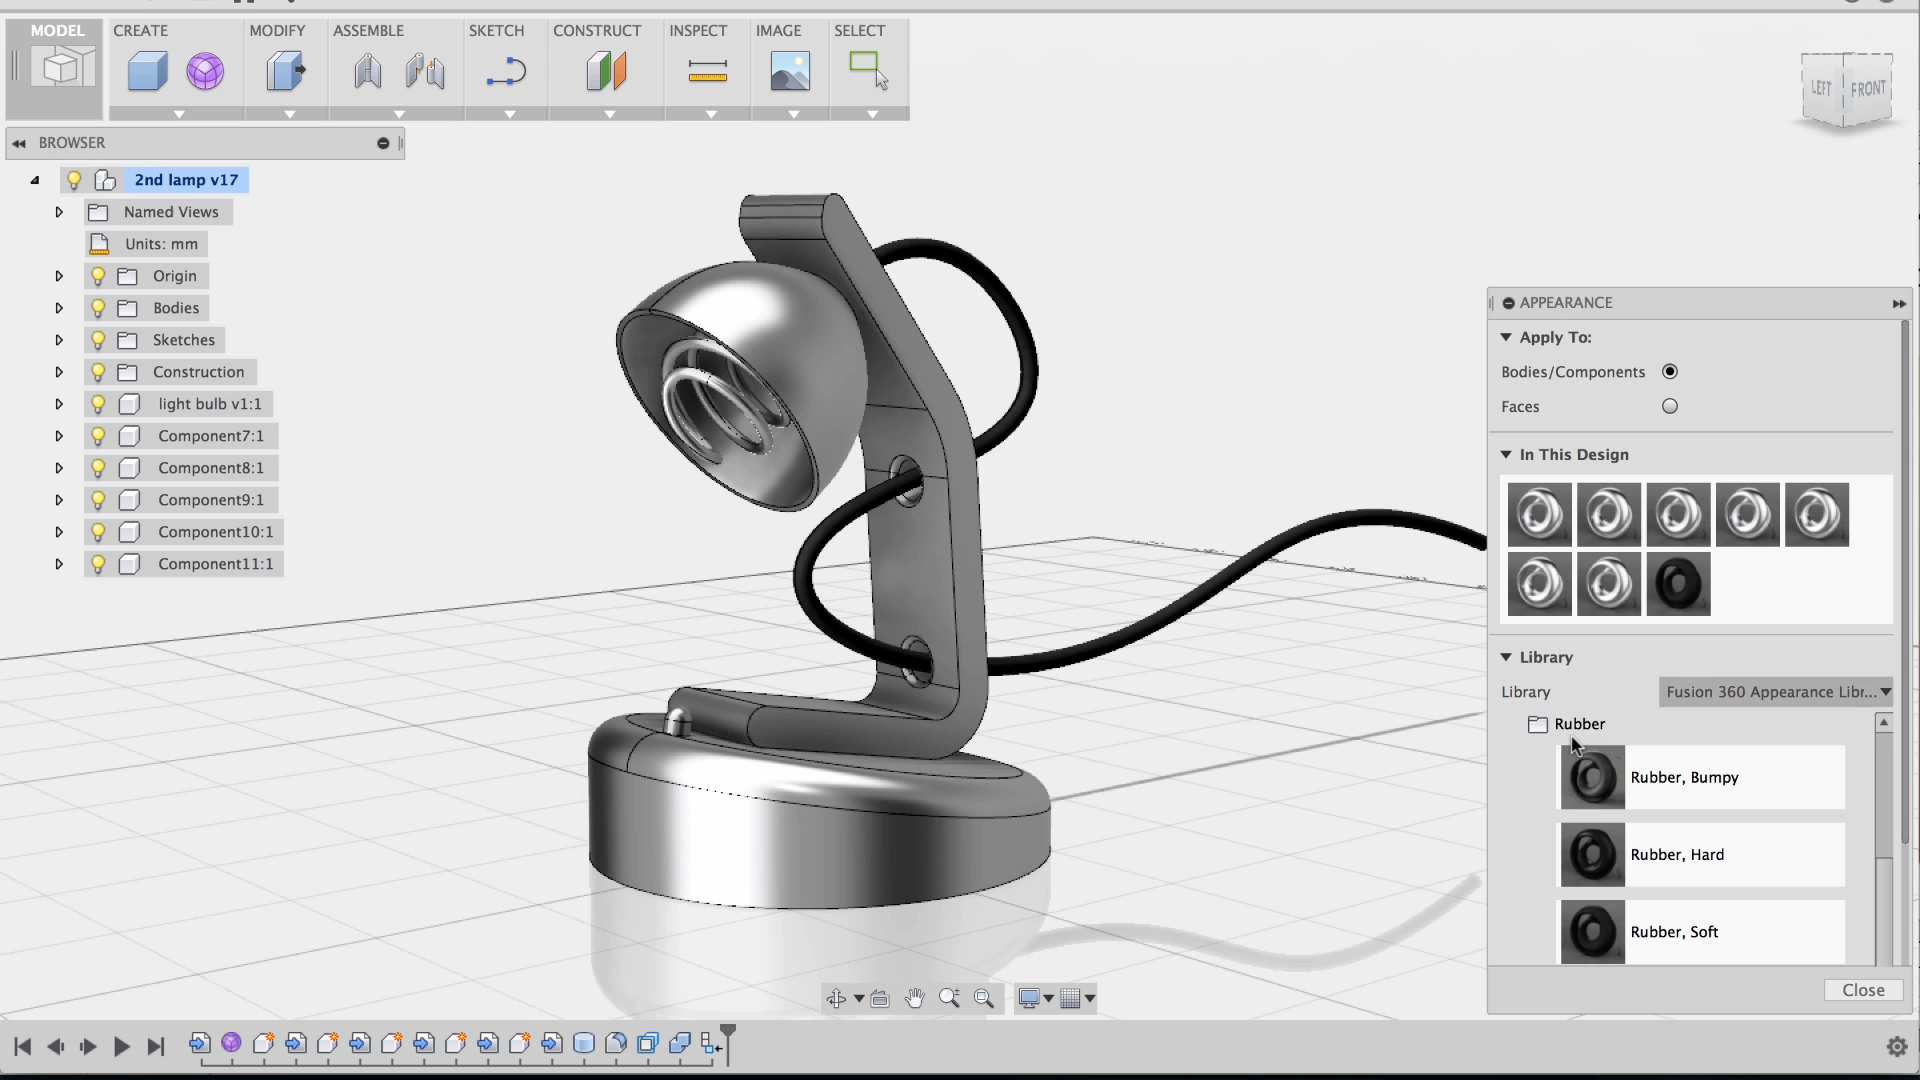 MODEL
CREATE
MODIFY
ASSEMBLE
SKETCH
CONSTRUCT
INSPECT
IMAGE
SELECT
LEFT
FRONT
BROWSER
2nd lamp v17
Named Views
Units: mm
Origin
Bodies
Sketches
Construction
light bulb v1:1
Component7:1
Component8:1
Component9:1
Component10:1
Component11:1
APPEARANCE
Apply To:
Bodies/Components
Faces
In This Design
Library
Library
Fusion 360 Appearance Libr...
Rubber
Rubber, Bumpy
Rubber, Hard
Rubber, Soft
Close